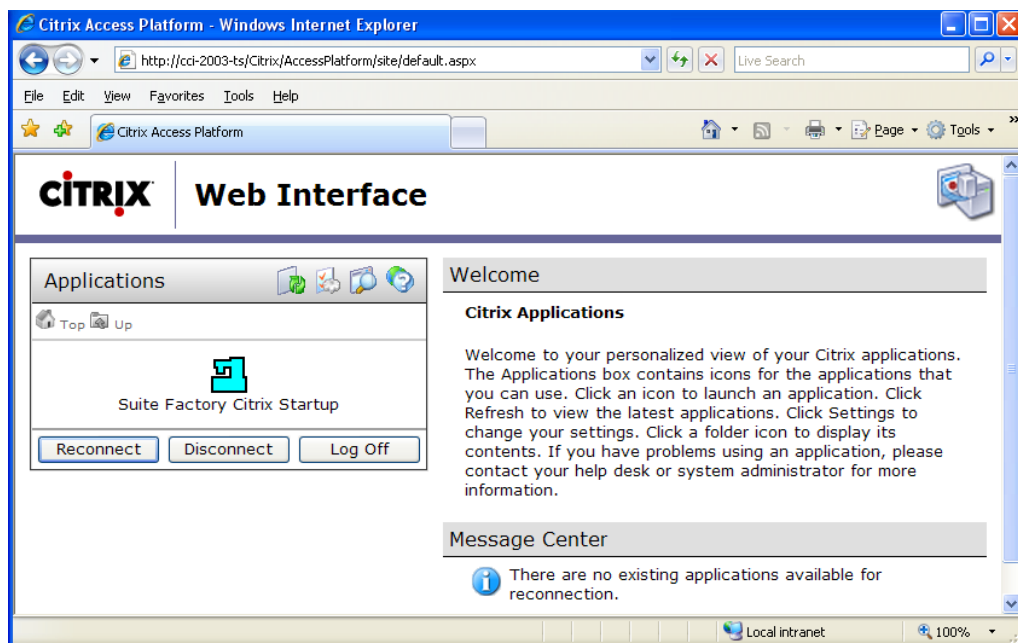 Citrix Access Platform - Windows Internet Explorer
http://cci-2003-ts/Citrix/AccessPlatform/site/default.aspx
Live Search
File Edit View Favorites Tools Help
Citrix Access Platform
Page Tools
CITRIX Web Interface
Applications
Top Up
Suite Factory Citrix Startup
Reconnect Disconnect Log Off
Welcome
Citrix Applications
Welcome to your personalized view of your Citrix applications.
The Applications box contains icons for the applications that
you can use. Click an icon to launch an application. Click
Refresh to view the latest applications. Click Settings to
change your settings. Click a folder icon to display its
contents. If you have problems using an application, please
contact your help desk or system administrator for more
information.
Message Center
There are no existing applications available for
reconnection.
Local intranet 100%